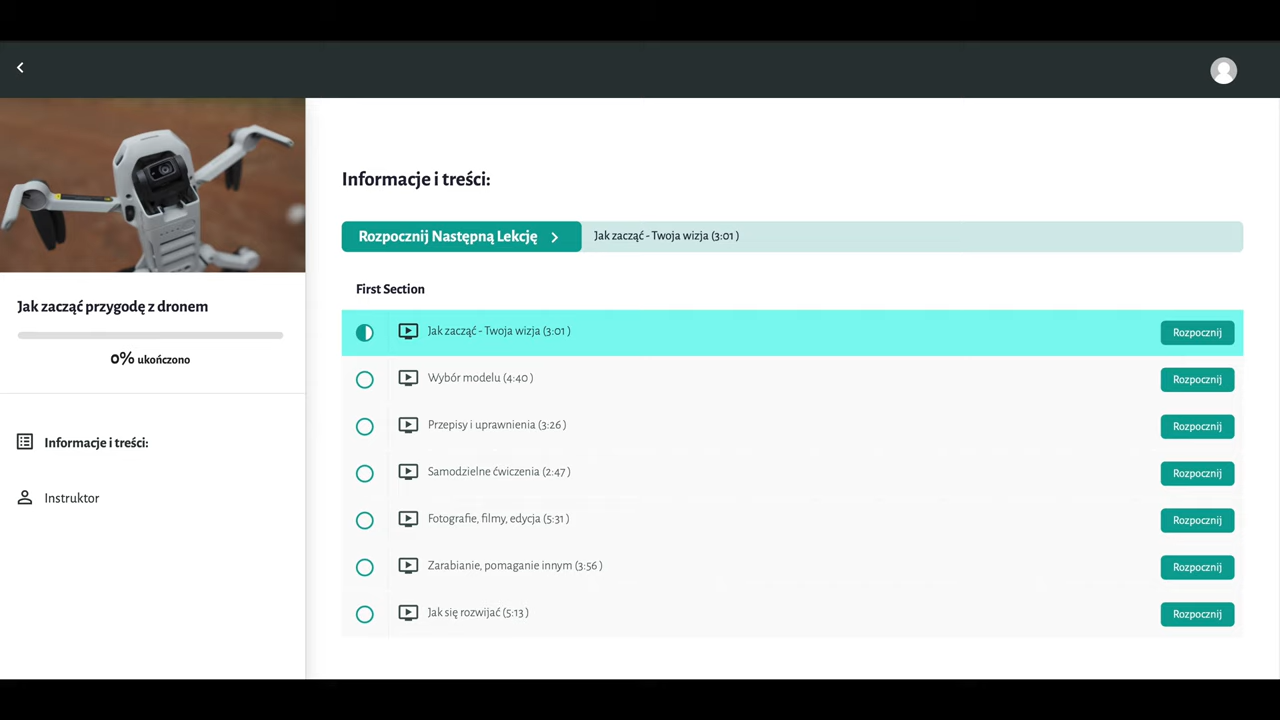 Jak zacząć przygodę z dronem
0% ukończono
Informacje i treści:
Instruktor
Informacje i treści:
Rozpocznij Następną Lekcję
Jak zacząć - Twoja wizja (3:01 )
First Section
Jak zacząć - Twoja wizja (3:01 )
Rozpocznij
Wybór modelu (4:40 )
Rozpocznij
Przepisy i uprawnienia (3:26 )
Rozpocznij
Samodzielne ćwiczenia (2:47 )
Rozpocznij
Fotografie, filmy, edycja (5:31 )
Rozpocznij
Zarabianie, pomaganie innym (3:56 )
Rozpocznij
Jak się rozwijać (5:13 )
Rozpocznij